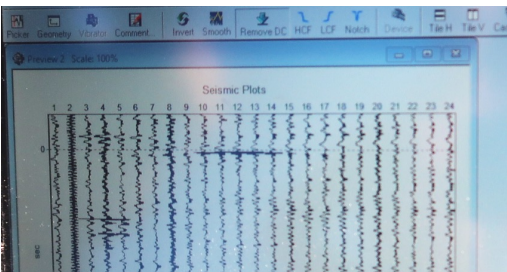 Picker Geometry Vibrator Comment Invert Smooth Remove DC HCF LCF Notch Device Tile H Tile V
Preview 2 Scale: 100%
Seismic Plots
1 2 3 4 5 6 7 8 9 10 11 12 13 14 15 16 17 18 19 20 21 22 23 24
0
SEC